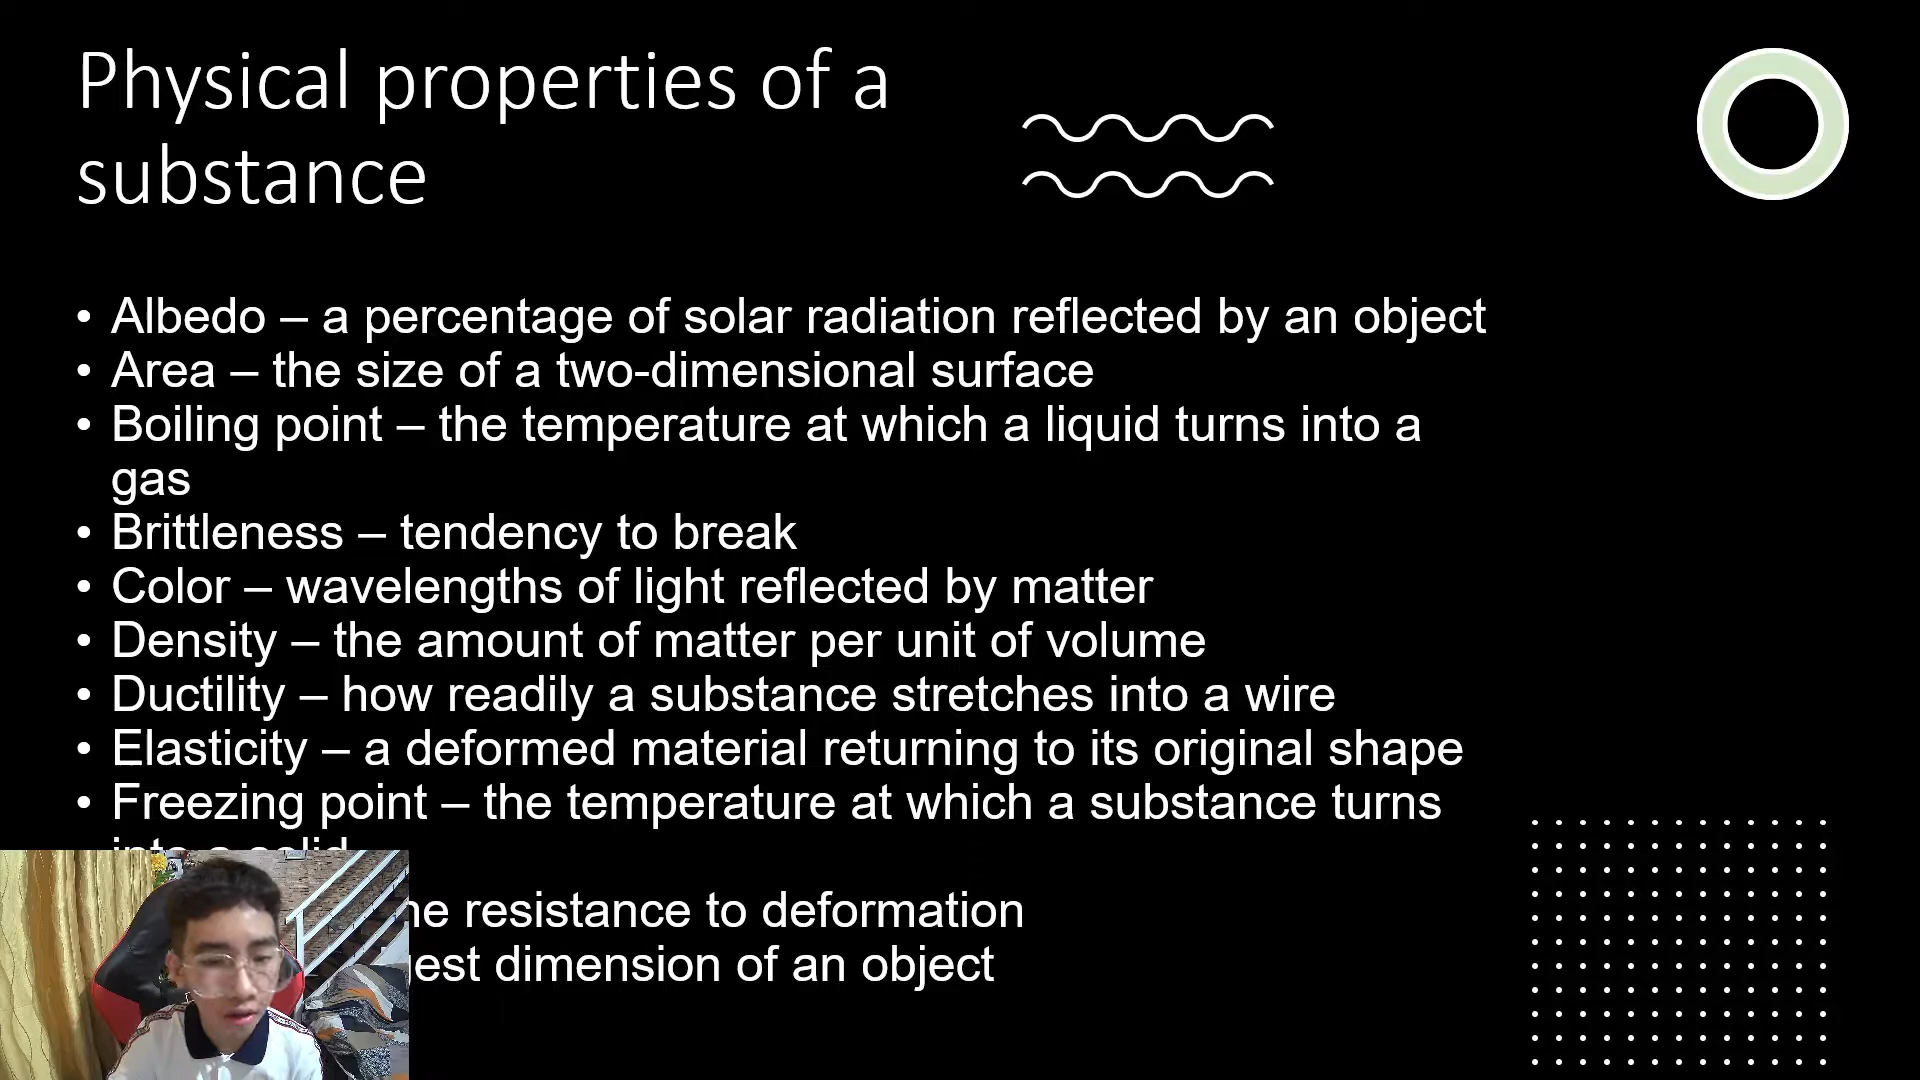 Physical properties of a
substance
• Albedo – a percentage of solar radiation reflected by an object
• Area – the size of a two-dimensional surface
• Boiling point – the temperature at which a liquid turns into a
gas
• Brittleness – tendency to break
• Color – wavelengths of light reflected by matter
• Density – the amount of matter per unit of volume
• Ductility – how readily a substance stretches into a wire
• Elasticity – a deformed material returning to its original shape
• Freezing point – the temperature at which a substance turns
into a solid
resistance to deformation
dimension of an object